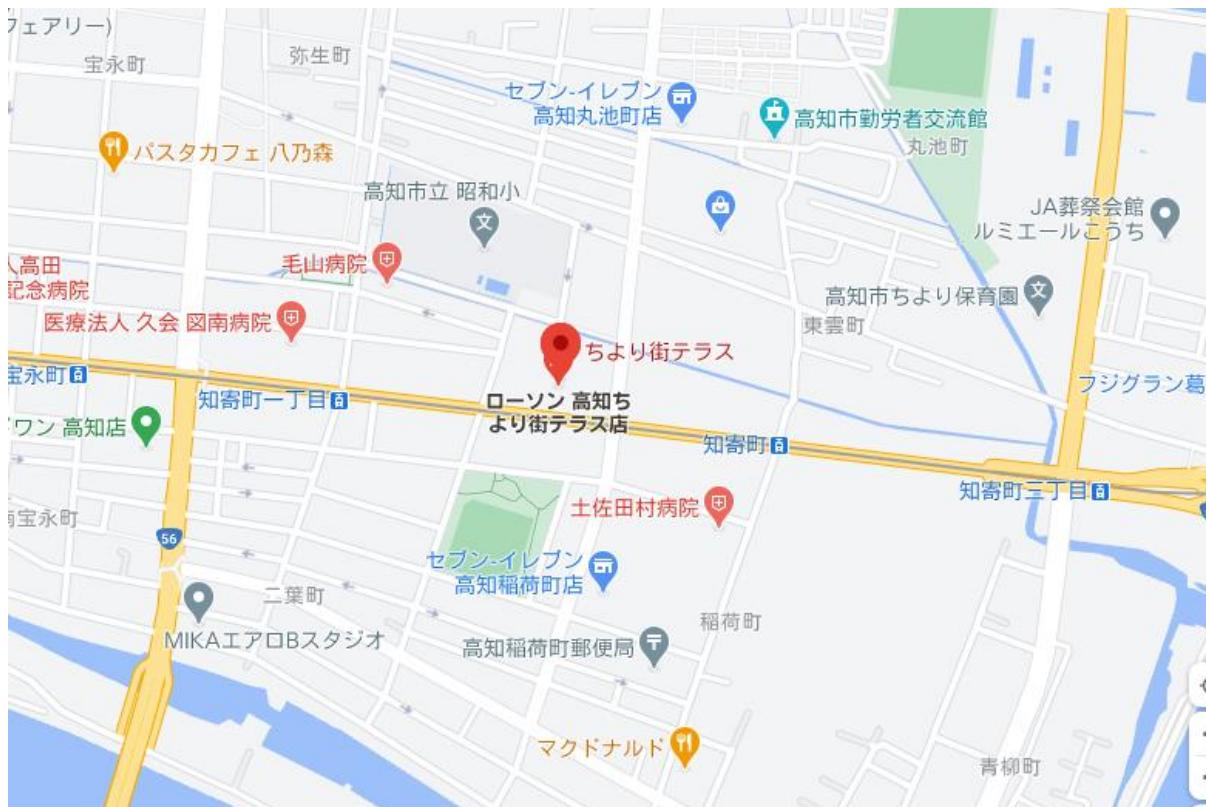 フェアリー)
宝永町
弥生町
セブン-イレブン
高知丸池町店
高知市勤労者交流館
丸池町
パスタカフェ 八乃森
高知市立 昭和小
文
JA葬祭会館
ルミエールこうち
毛山病院
人高田
記念病院
医療法人 久会 図南病院
高知市ちより保育園
文
東雲町
ちより街テラス
宝永町
知寄町一丁目
ローソン 高知ち
より街テラス店
フジグラン葛
ワン 高知店
知寄町
知寄町三丁目
土佐田村病院
南宝永町
56
セブン-イレブン
高知稲荷町店
二葉町
稲荷町
MIKAエアロBスタジオ
高知稲荷町郵便局
マクドナルド
青柳町